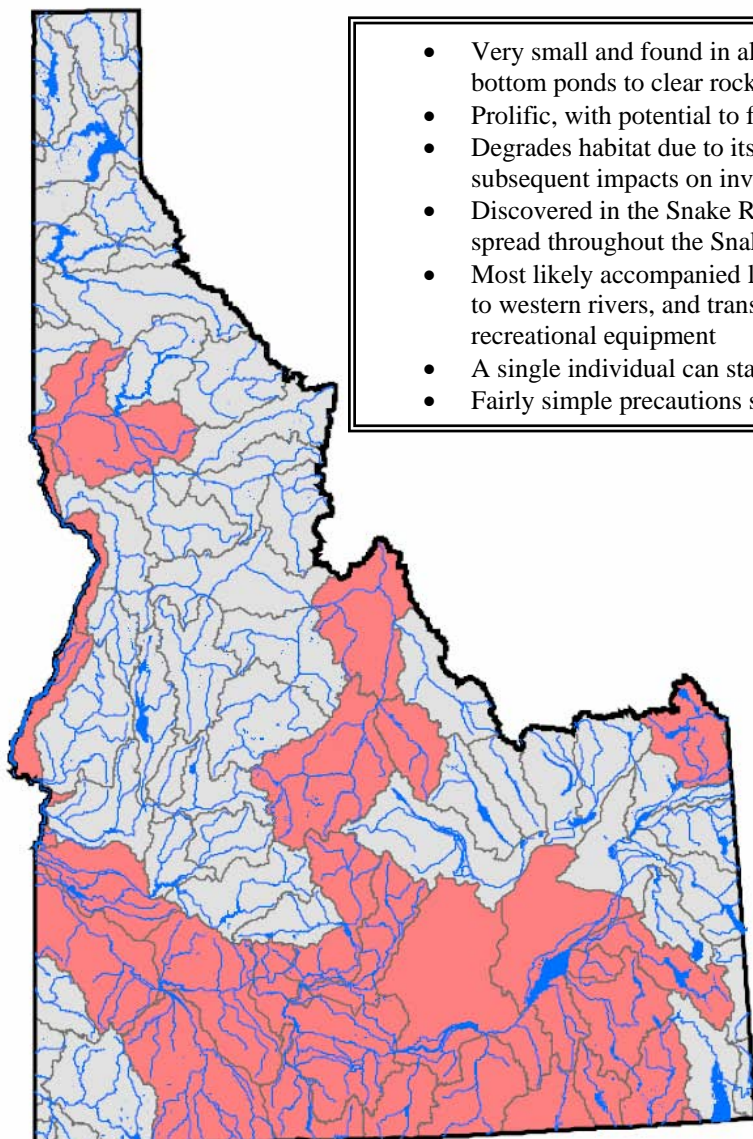 • Very small and found in al
bottom ponds to clear rock
• Prolific, with potential to f
• Degrades habitat due to its
subsequent impacts on inv
• Discovered in the Snake R
spread throughout the Snal
• Most likely accompanied l
to western rivers, and trans
recreational equipment
• A single individual can sta
• Fairly simple precautions s